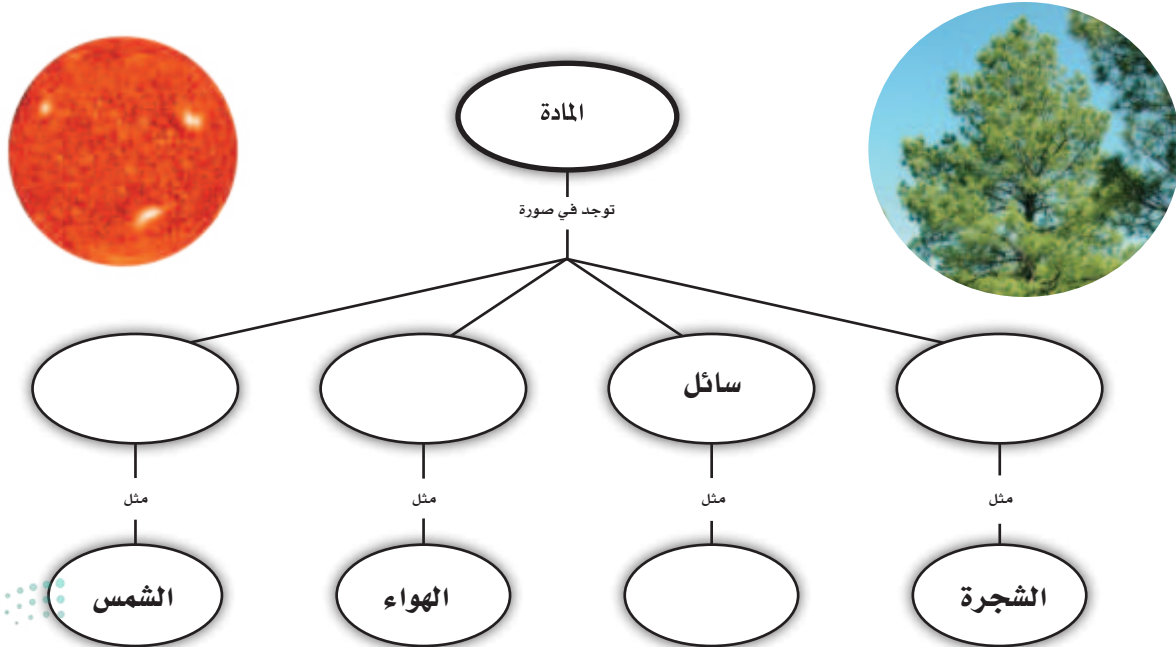 المادة
توجد في صورة
سائل
مثل
مثل
مثل
مثل
الشجرة
الهواء
الشمس